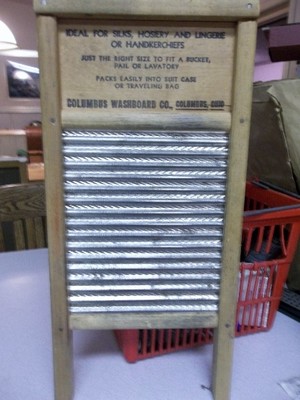 IDEAL FOR SILKS, HOSIERY AND LINGERIE
OR HANDKERCHIEFS
JUST THE RIGHT SIZE TO FIT A BUCKET,
PAIL OR LAVATORY
PACKS EASILY INTO SUIT CASE
OR TRAVELING BAG
COLUMBUS WASHBOARD CO., COLUMBUS, OHIO